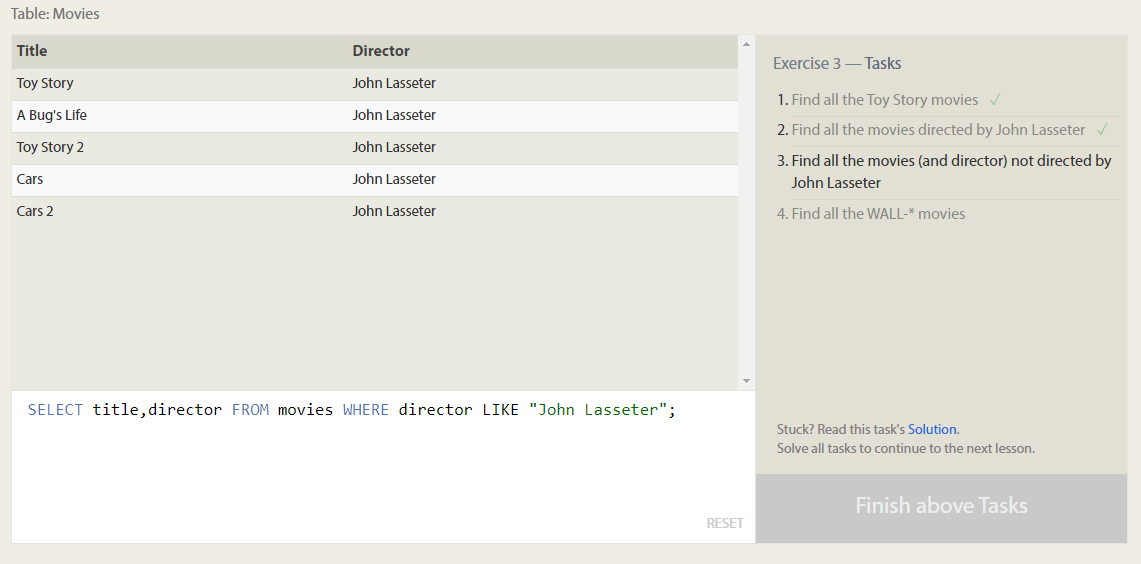 Table: Movies
Title Director
Toy Story John Lasseter
A Bug's Life John Lasseter
Toy Story 2 John Lasseter
Cars John Lasseter
Cars 2 John Lasseter
SELECT title,director FROM movies WHERE director LIKE "John Lasseter";
RESET
Exercise 3 — Tasks
1. Find all the Toy Story movies ✓
2. Find all the movies directed by John Lasseter ✓
3. Find all the movies (and director) not directed by
John Lasseter
4. Find all the WALL-* movies
Stuck? Read this task's Solution.
Solve all tasks to continue to the next lesson.
Finish above Tasks